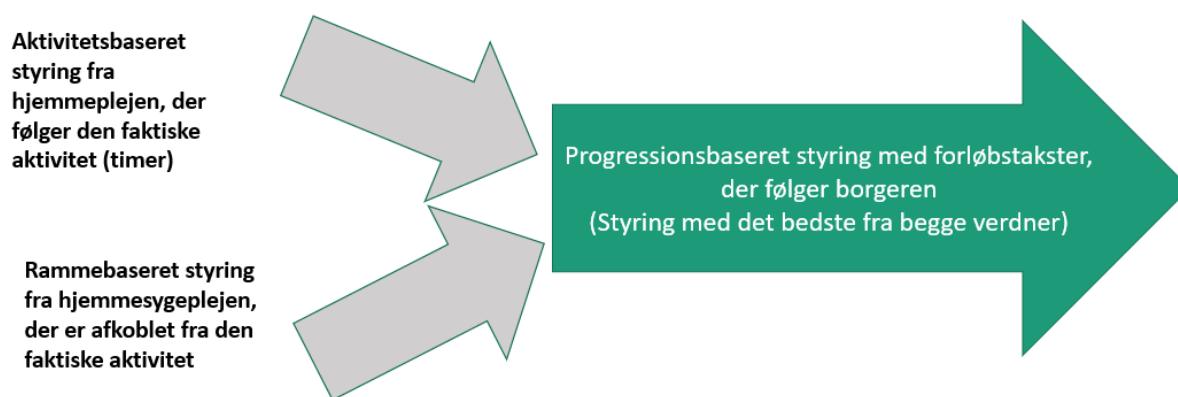 Aktivitetsbaseret
styring fra
hjemmeplejen, der
følger den faktiske
aktivitet (timer)
Rammebaseret styring
fra hjemmesygeplejen,
der er afkoblet fra den
faktiske aktivitet
Progressionsbaseret styring med forløbstakster,
der følger borgeren
(Styring med det bedste fra begge verdner)